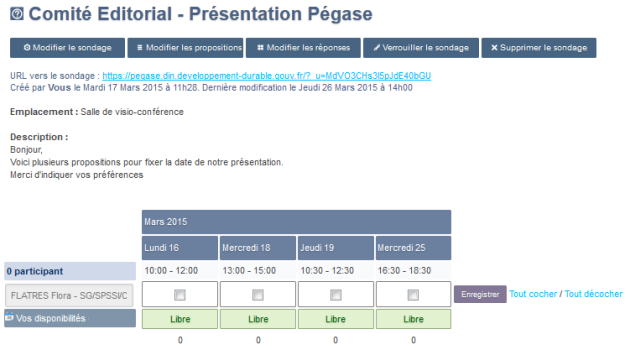 Comité Editorial - Présentation Pégase
Modifier le sondage Modifier les propositions Modifier les réponses Verrouiller le sondage Supprimer le sondage
URL vers le sondage : https://pegase.din.developpement-durable.gouv.fr/?_u=MdVO3CHs3l5pJdE40bGU
Créé par Vous le Mardi 17 Mars 2015 à 11h28. Dernière modification le Jeudi 26 Mars 2015 à 14h00
Emplacement : Salle de visio-conférence
Description :
Bonjour,
Voici plusieurs propositions pour fixer la date de notre présentation.
Merci d'indiquer vos préférences
Mars 2015
Lundi 16 Mercredi 18 Jeudi 19 Mercredi 25
0 participant 10:00 - 12:00 13:00 - 15:00 10:30 - 12:30 16:30 - 18:30
FLATRES Flora - SG/SPSSI/C Enregistrer Tout cocher / Tout décocher
Vos disponibilités Libre Libre Libre Libre
0 0 0 0